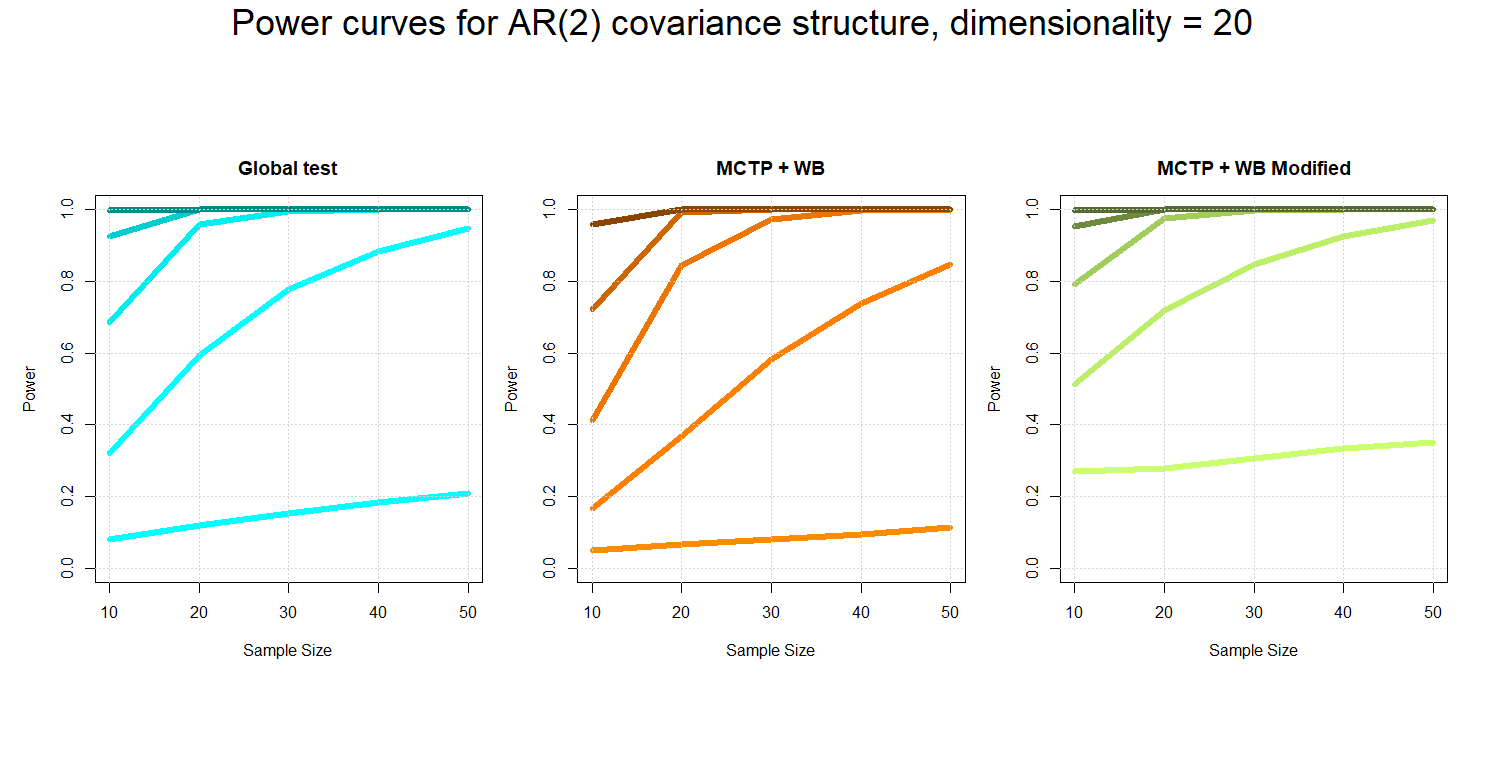 Power curves for AR(2) covariance structure, dimensionality = 20
Global test
Power
1.0
0.8
0.6
0.4
0.2
0.0
10 20 30 40 50
Sample Size
MCTP + WB
Power
1.0
0.8
0.6
0.4
0.2
0.0
10 20 30 40 50
Sample Size
MCTP + WB Modified
Power
1.0
0.8
0.6
0.4
0.2
0.0
10 20 30 40 50
Sample Size